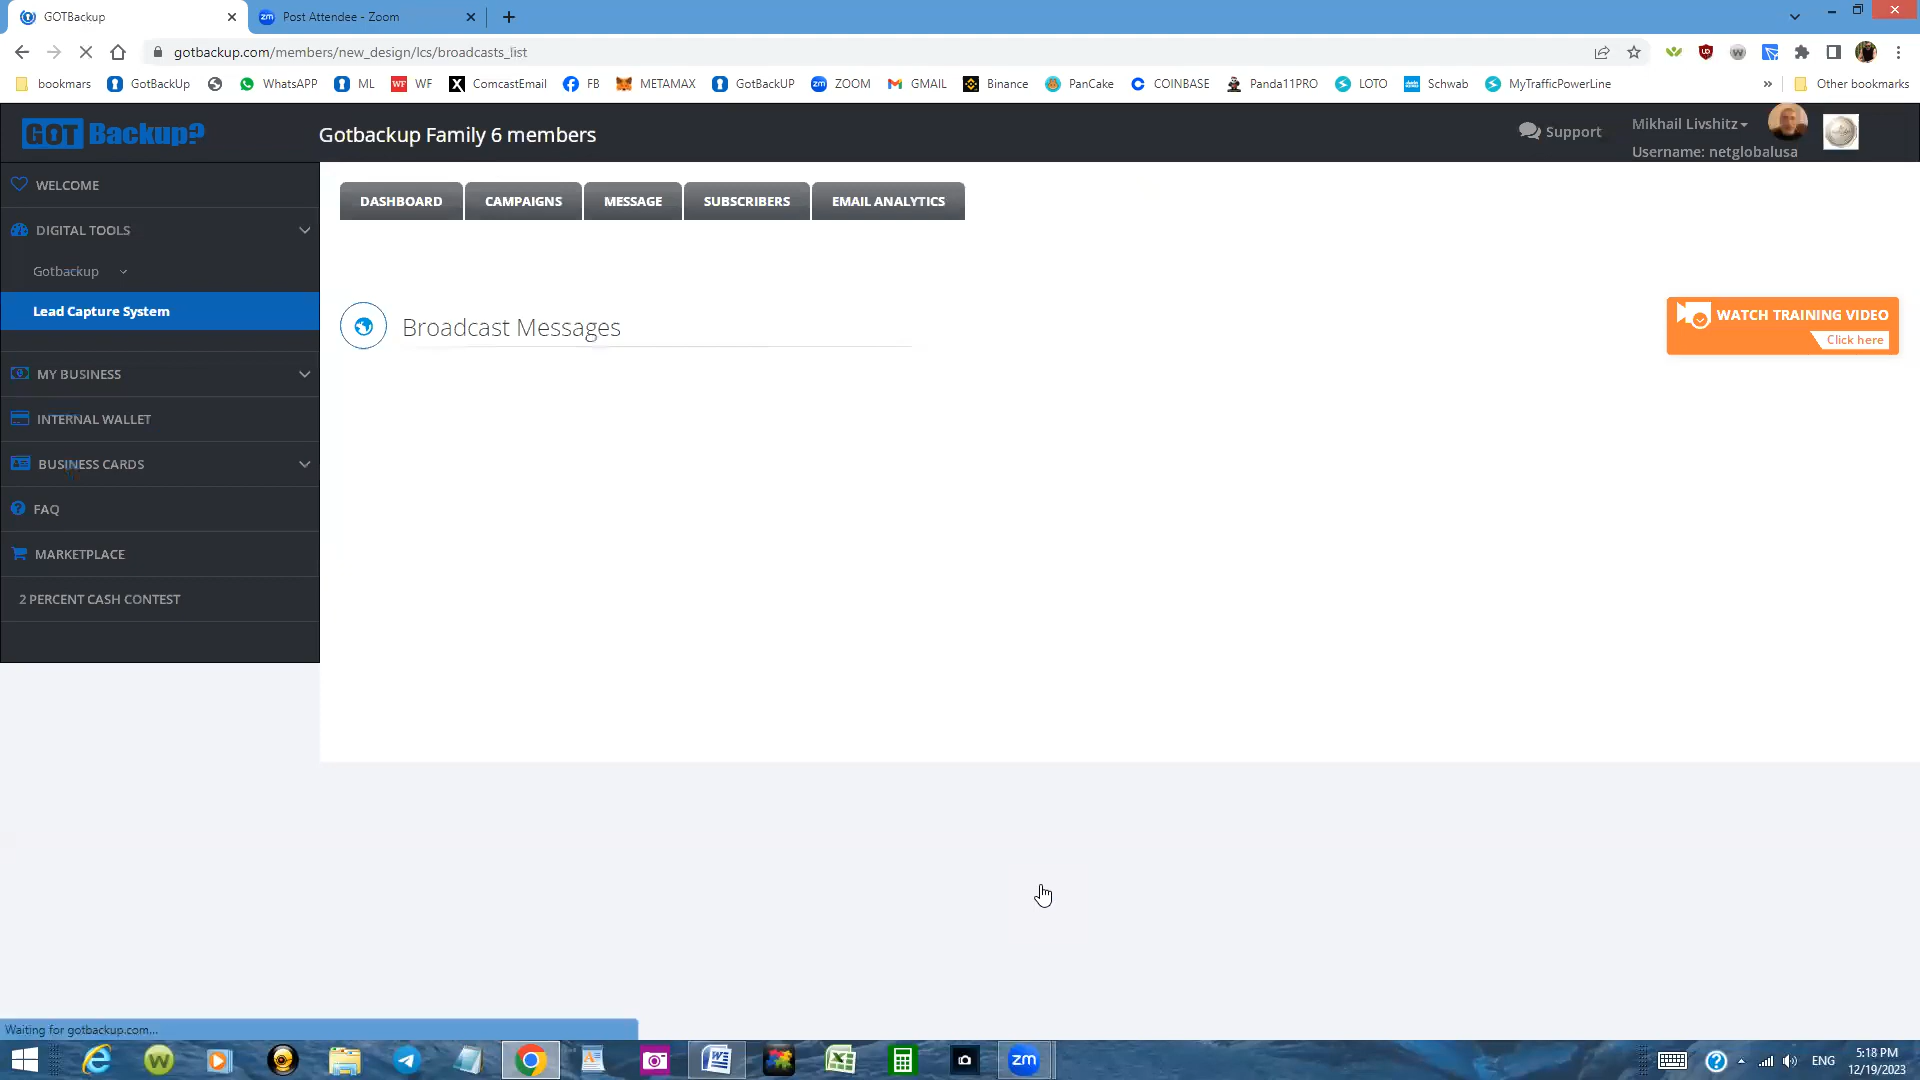 GOTBackup
Post Attendee - Zoom
gotbackup.com/members/new_design/lcs/broadcasts_list
bookmars
GotBackUp
WhatsAPP
ML
WF
ComcastEmail
FB
METAMAX
GotBackUP
ZOOM
GMAIL
Binance
PanCake
COINBASE
Panda11PRO
LOTO
Schwab
MyTrafficPowerLine
»
Other bookmarks
GOT Backup?
Gotbackup Family 6 members
Support
Mikhail Livshitz
Username: netglobalusa
WELCOME
DIGITAL TOOLS
Gotbackup
Lead Capture System
MY BUSINESS
INTERNAL WALLET
BUSINESS CARDS
FAQ
MARKETPLACE
2 PERCENT CASH CONTEST
DASHBOARD
CAMPAIGNS
MESSAGE
SUBSCRIBERS
EMAIL ANALYTICS
Broadcast Messages
WATCH TRAINING VIDEO
Click here
Waiting for gotbackup.com...
zm
ENG
5:18 PM
12/19/2023